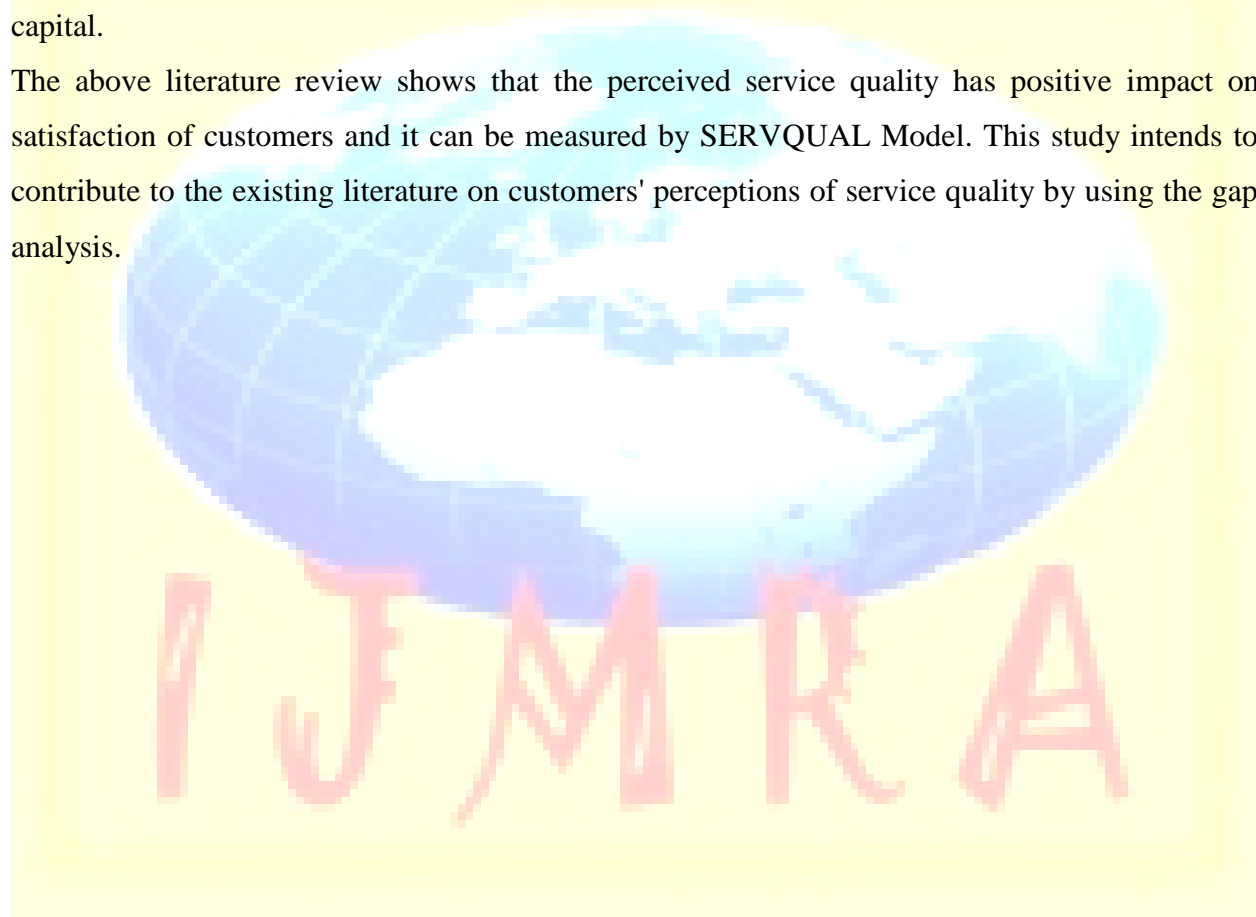 capital.
The above literature review shows that the perceived service quality has positive impact on
satisfaction of customers and it can be measured by SERVQUAL Model. This study intends to
contribute to the existing literature on customers' perceptions of service quality by using the gap
analysis.
IJMRA